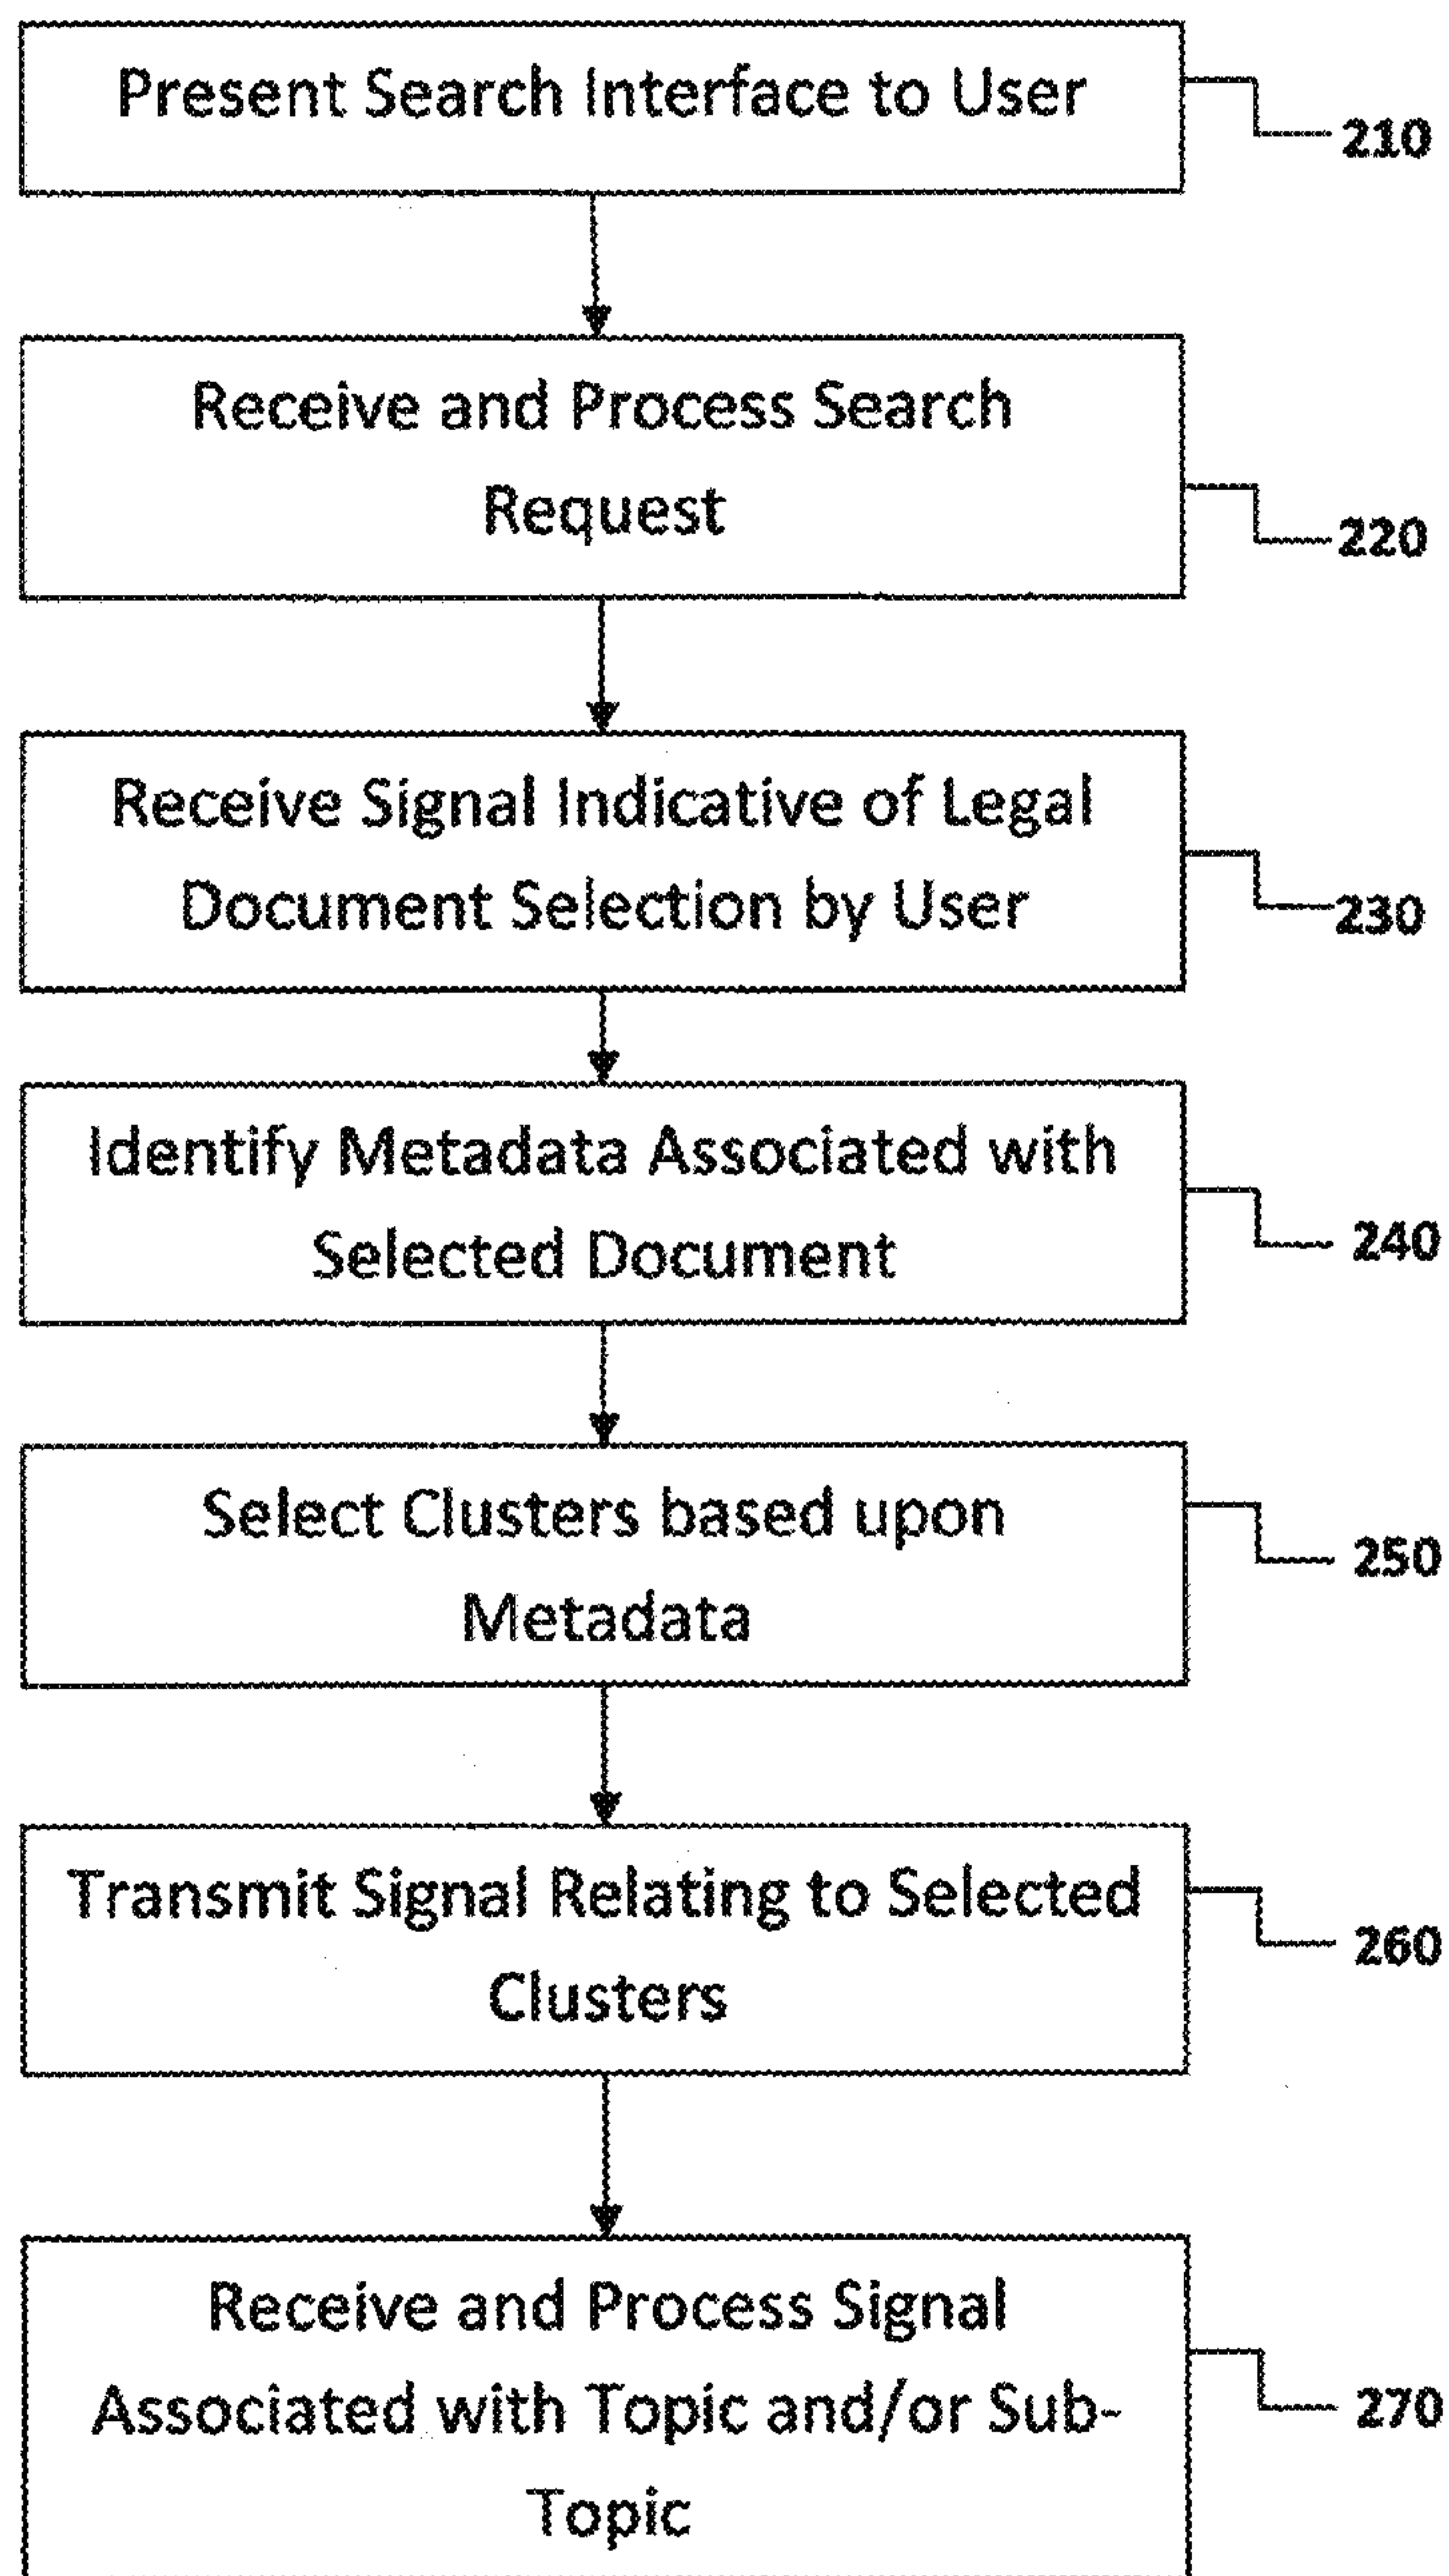 Present Search Interface to User
210
Receive and Process Search
Request
220
Receive Signal Indicative of Legal
Document Selection by User
230
Identify Metadata Associated with
Selected Document
240
Select Clusters based upon
Metadata
250
Transmit Signal Relating to Selected
Clusters
260
Receive and Process Signal
Associated with Topic and/or Sub-
Topic
270